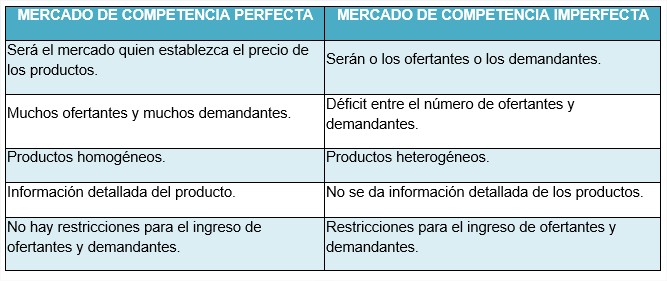 MERCADO DE COMPETENCIA PERFECTA
MERCADO DE COMPETENCIA IMPERFECTA
Será el mercado quien establezca el precio de
los productos.
Serán o los ofertantes o los demandantes.
Muchos ofertantes y muchos demandantes.
Déficit entre el número de ofertantes y
demandantes.
Productos homogéneos.
Productos heterogéneos.
Información detallada del producto.
No se da información detallada de los productos.
No hay restricciones para el ingreso de
ofertantes y demandantes.
Restricciones para el ingreso de ofertantes y
demandantes.